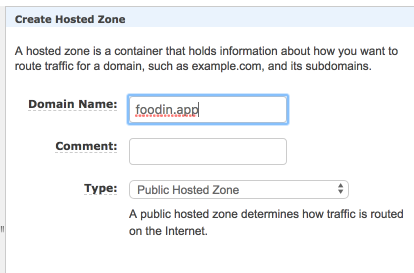 Create Hosted Zone
A hosted zone is a container that holds information about how you want to
route traffic for a domain, such as example.com, and its subdomains.
Domain Name: foodin.app
Comment:
Type: Public Hosted Zone
A public hosted zone determines how traffic is routed
on the Internet.